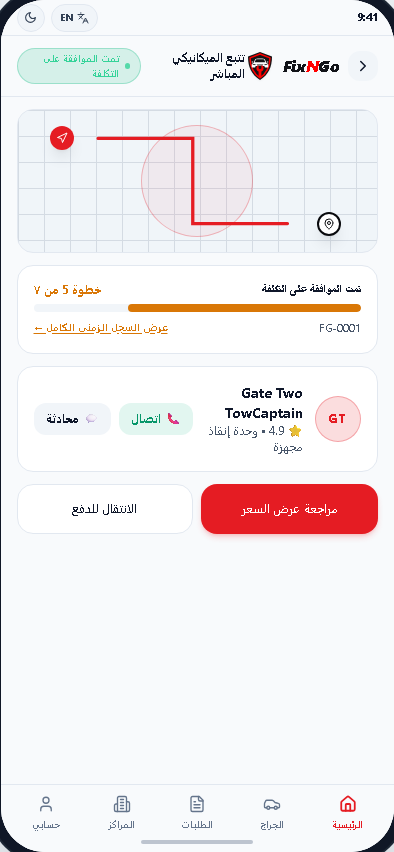 9:41
EN
FixNGo
تتبع الميكانيكي
المباشر
تمت الموافقة على
التكلفة
تمت الموافقة على التكلفة
خطوة 5 من ٧
FG-0001
عرض السجل الزمني الكامل ←
GT
Gate Two
TowCaptain
4.9 • وحدة إنقاذ
مجهزة
اتصال
محادثة
مراجعة عرض السعر
الانتقال للدفع
الرئيسية
الجراج
الطلبات
المراكز
حسابي